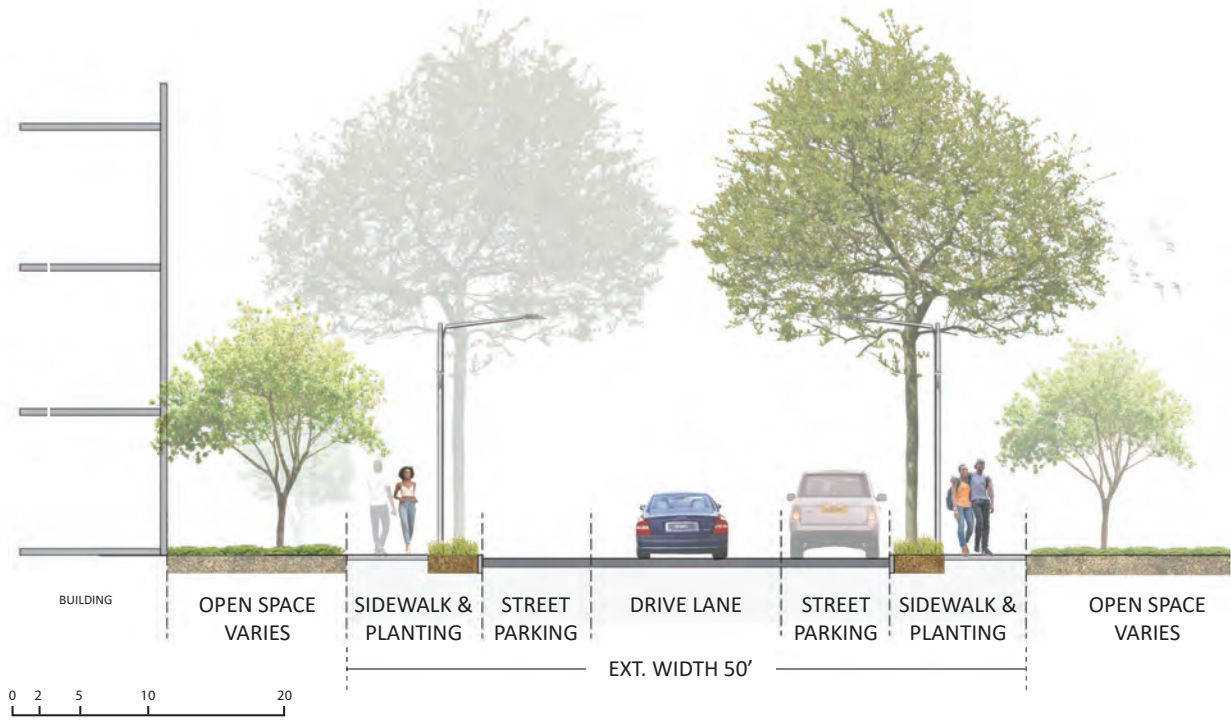 BUILDING
OPEN SPACE
VARIES
SIDEWALK &
PLANTING
STREET
PARKING
DRIVE LANE
STREET
PARKING
SIDEWALK &
PLANTING
OPEN SPACE
VARIES
EXT. WIDTH 50’
0 2 5 10 20